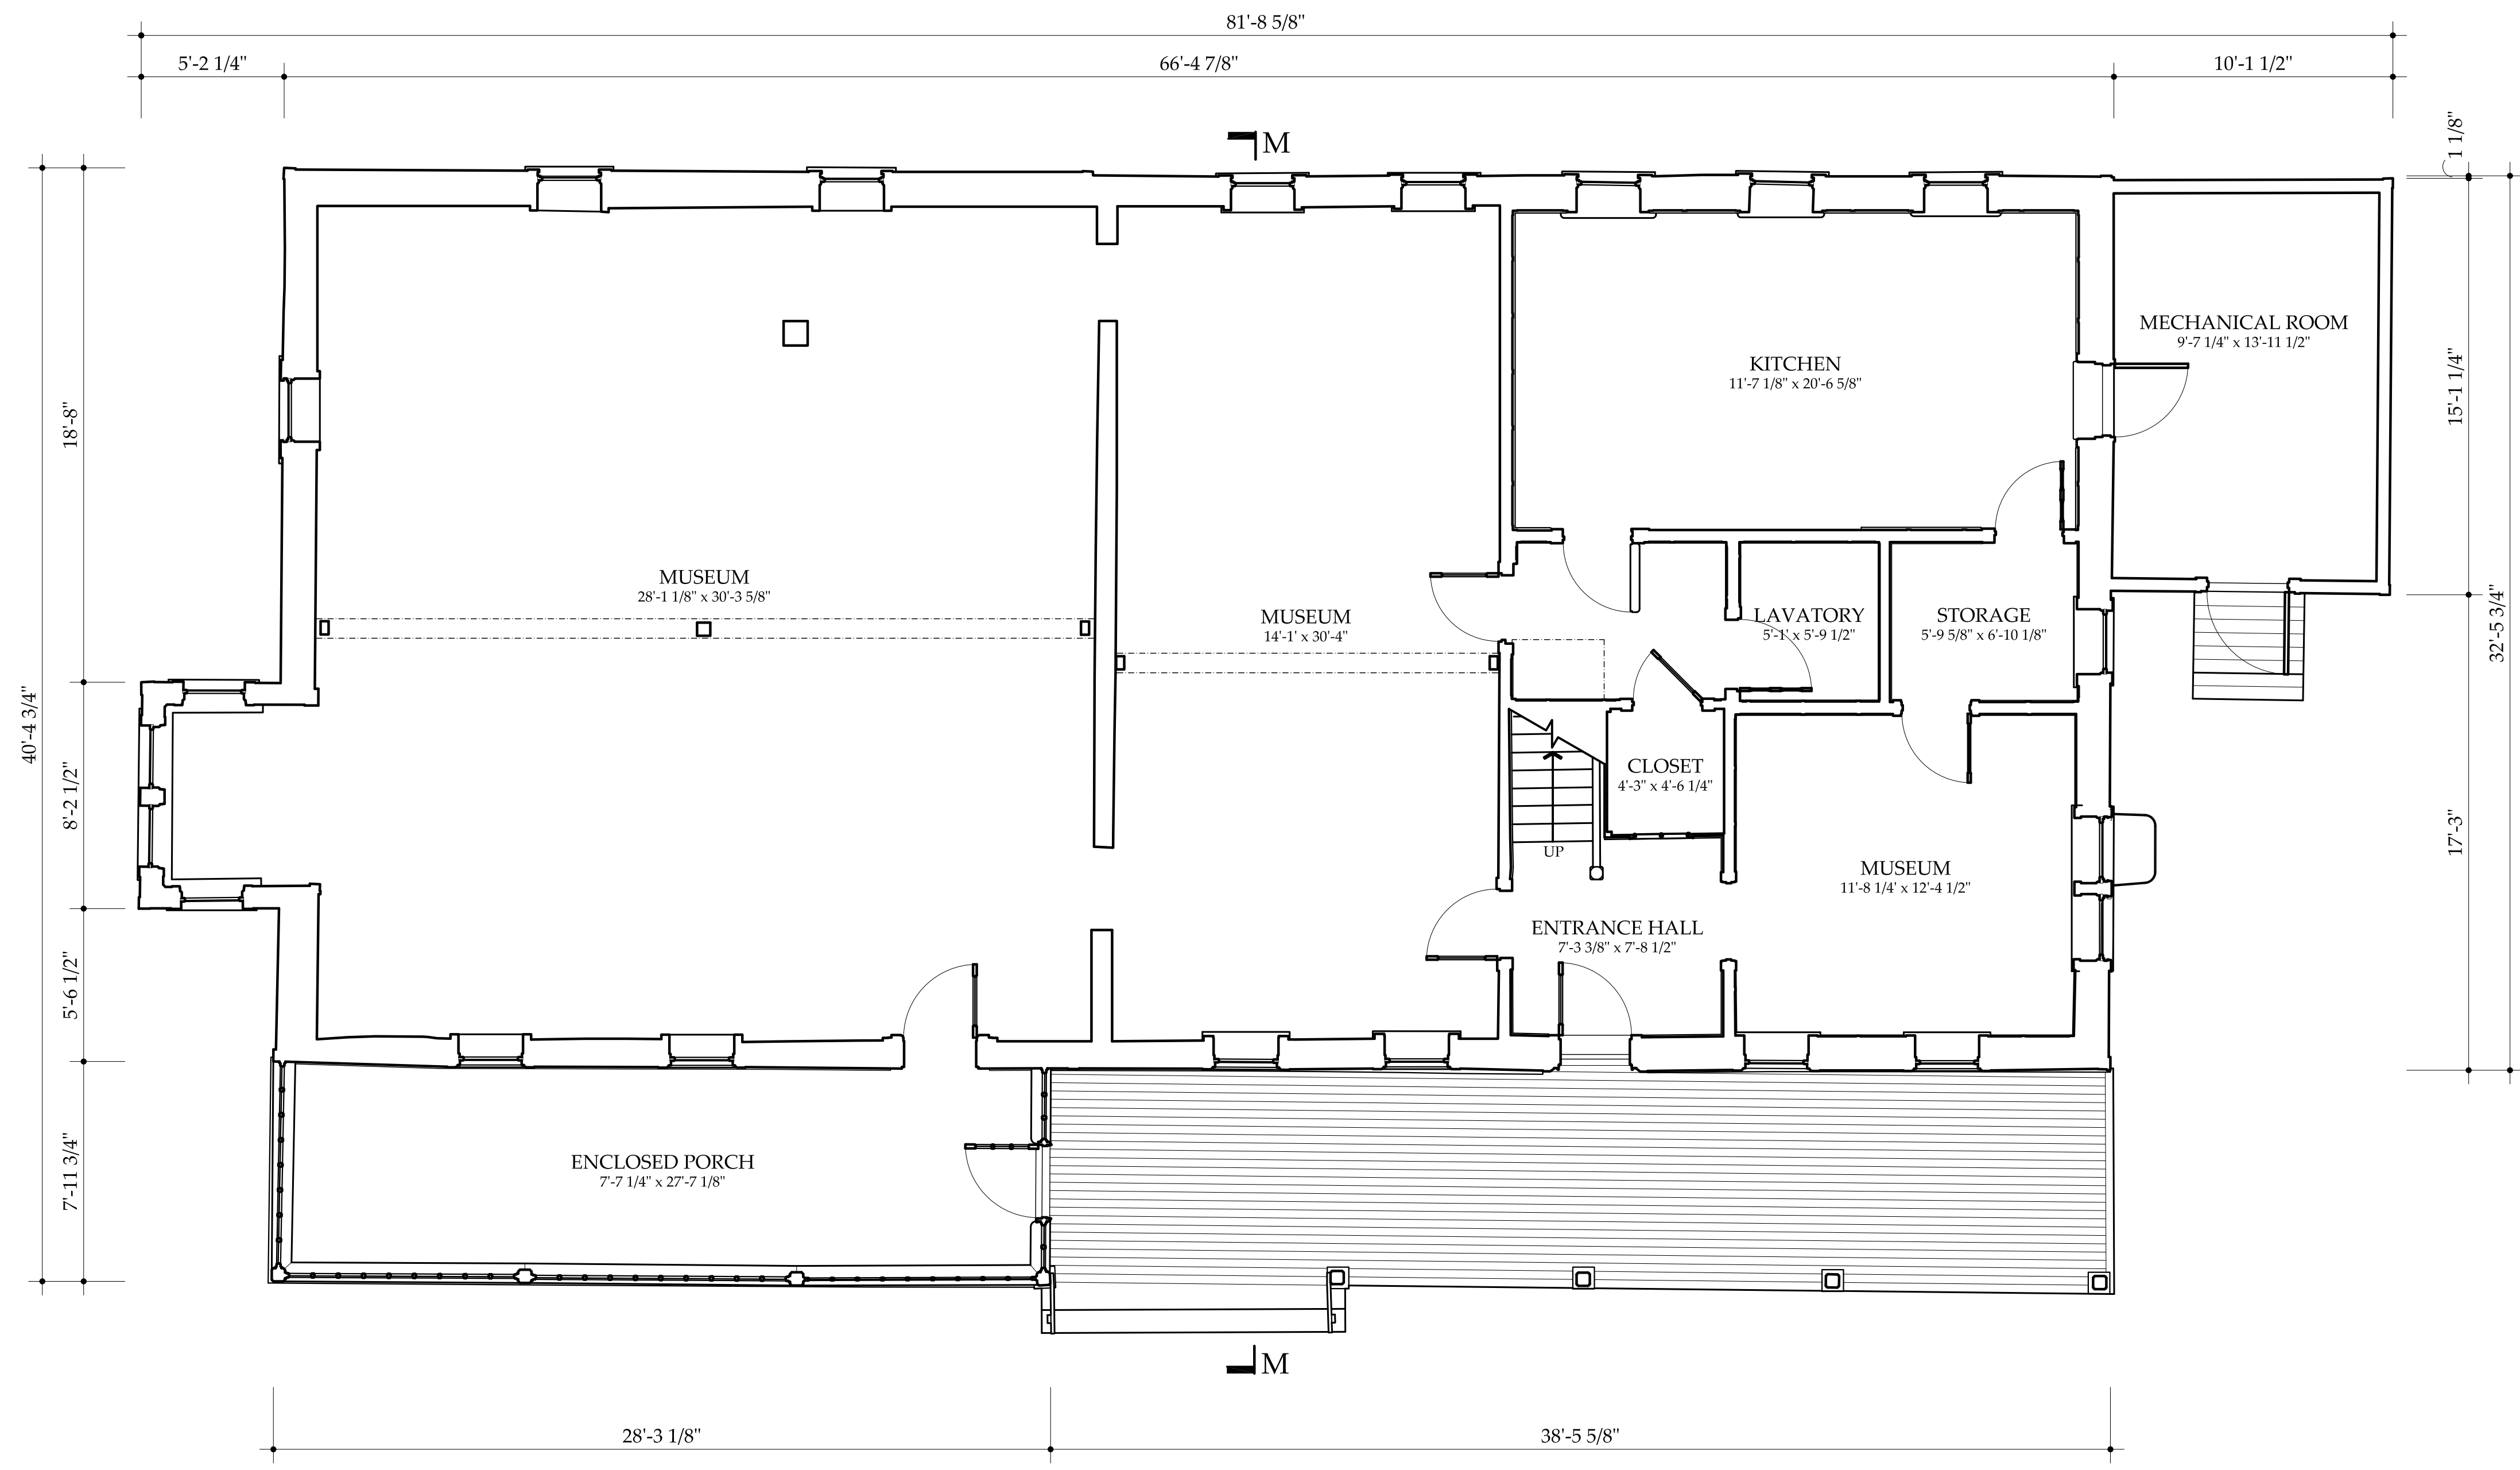 81'-8 5/8"
5'-2 1/4"
66'-4 7/8"
10'-1 1/2"
1 1/8"
M
MECHANICAL ROOM
9'-7 1/4" x 13'-11 1/2"
KITCHEN
11'-7 1/8" x 20'-6 5/8"
18'-8"
15'-1 1/4"
MUSEUM
28'-1 1/8" x 30'-3 5/8"
MUSEUM
14'-1' x 30'-4"
LAVATORY
5'-1' x 5'-9 1/2"
STORAGE
5'-9 5/8" x 6'-10 1/8"
32'-5 3/4"
40'-4 3/4"
8'-2 1/2"
CLOSET
4'-3" x 4'-6 1/4"
UP
17'-3"
MUSEUM
11'-8 1/4' x 12'-4 1/2"
ENTRANCE HALL
7'-3 3/8" x 7'-8 1/2"
5'-6 1/2"
7'-11 3/4"
ENCLOSED PORCH
7'-7 1/4" x 27'-7 1/8"
M
28'-3 1/8"
38'-5 5/8"